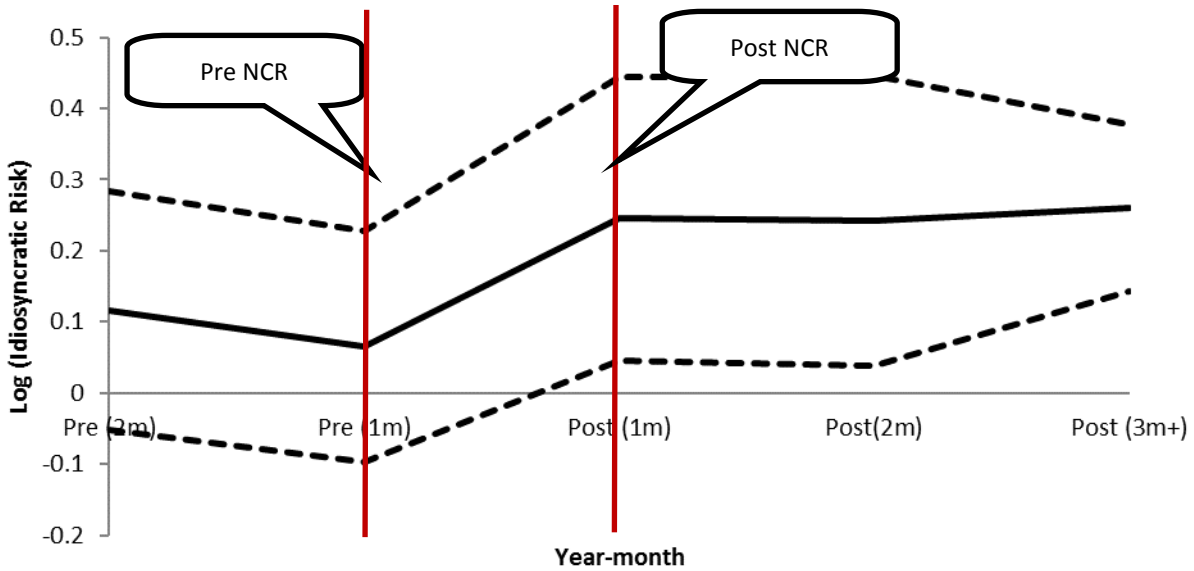 0.5
0.4
0.3
0.2
0.1
0
-0.1
-0.2
Log (Idiosyncratic Risk)
Pre NCR
Post NCR
Pre (2m)
Pre (1m)
Post (1m)
Post(2m)
Post (3m+)
Year-month